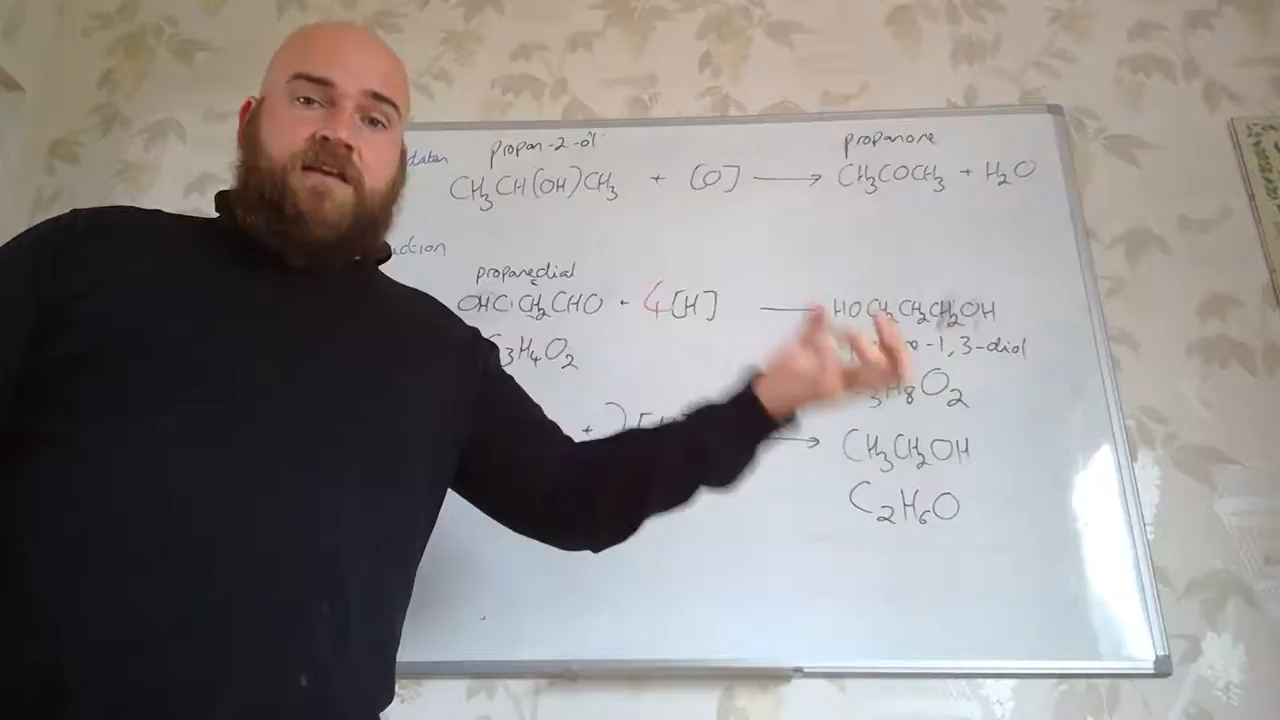 propan-2-ol propanone
CH₃CH(OH)CH₃ + [O] ⟶ CH₃COCH₃ + H₂O
propanedial
OHC CH₂CHO + 4[H] ⟶ HOCH₂CH₂CH₂OH
-1,3-diol
C₃H₄O₂ C₃H₈O₂
+ 2[H] ⟶ CH₃CH₂OH
C₂H₆O